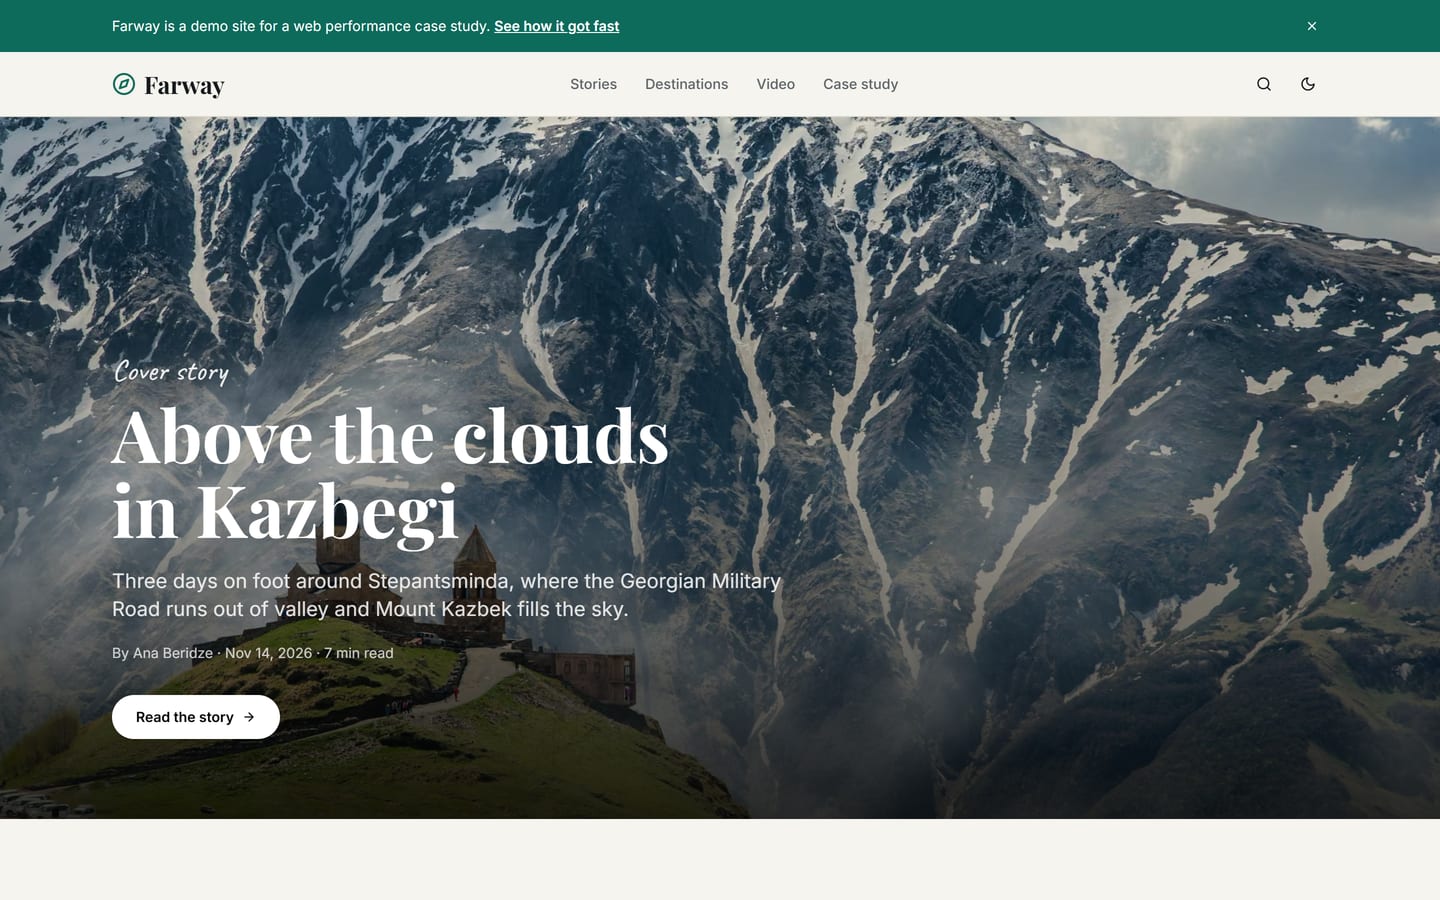 Farway is a demo site for a web performance case study. See how it got fast
Farway
Stories
Destinations
Video
Case study
Cover story
Above the clouds
in Kazbegi
Three days on foot around Stepantsminda, where the Georgian Military
Road runs out of valley and Mount Kazbek fills the sky.
By Ana Beridze · Nov 14, 2026 · 7 min read
Read the story